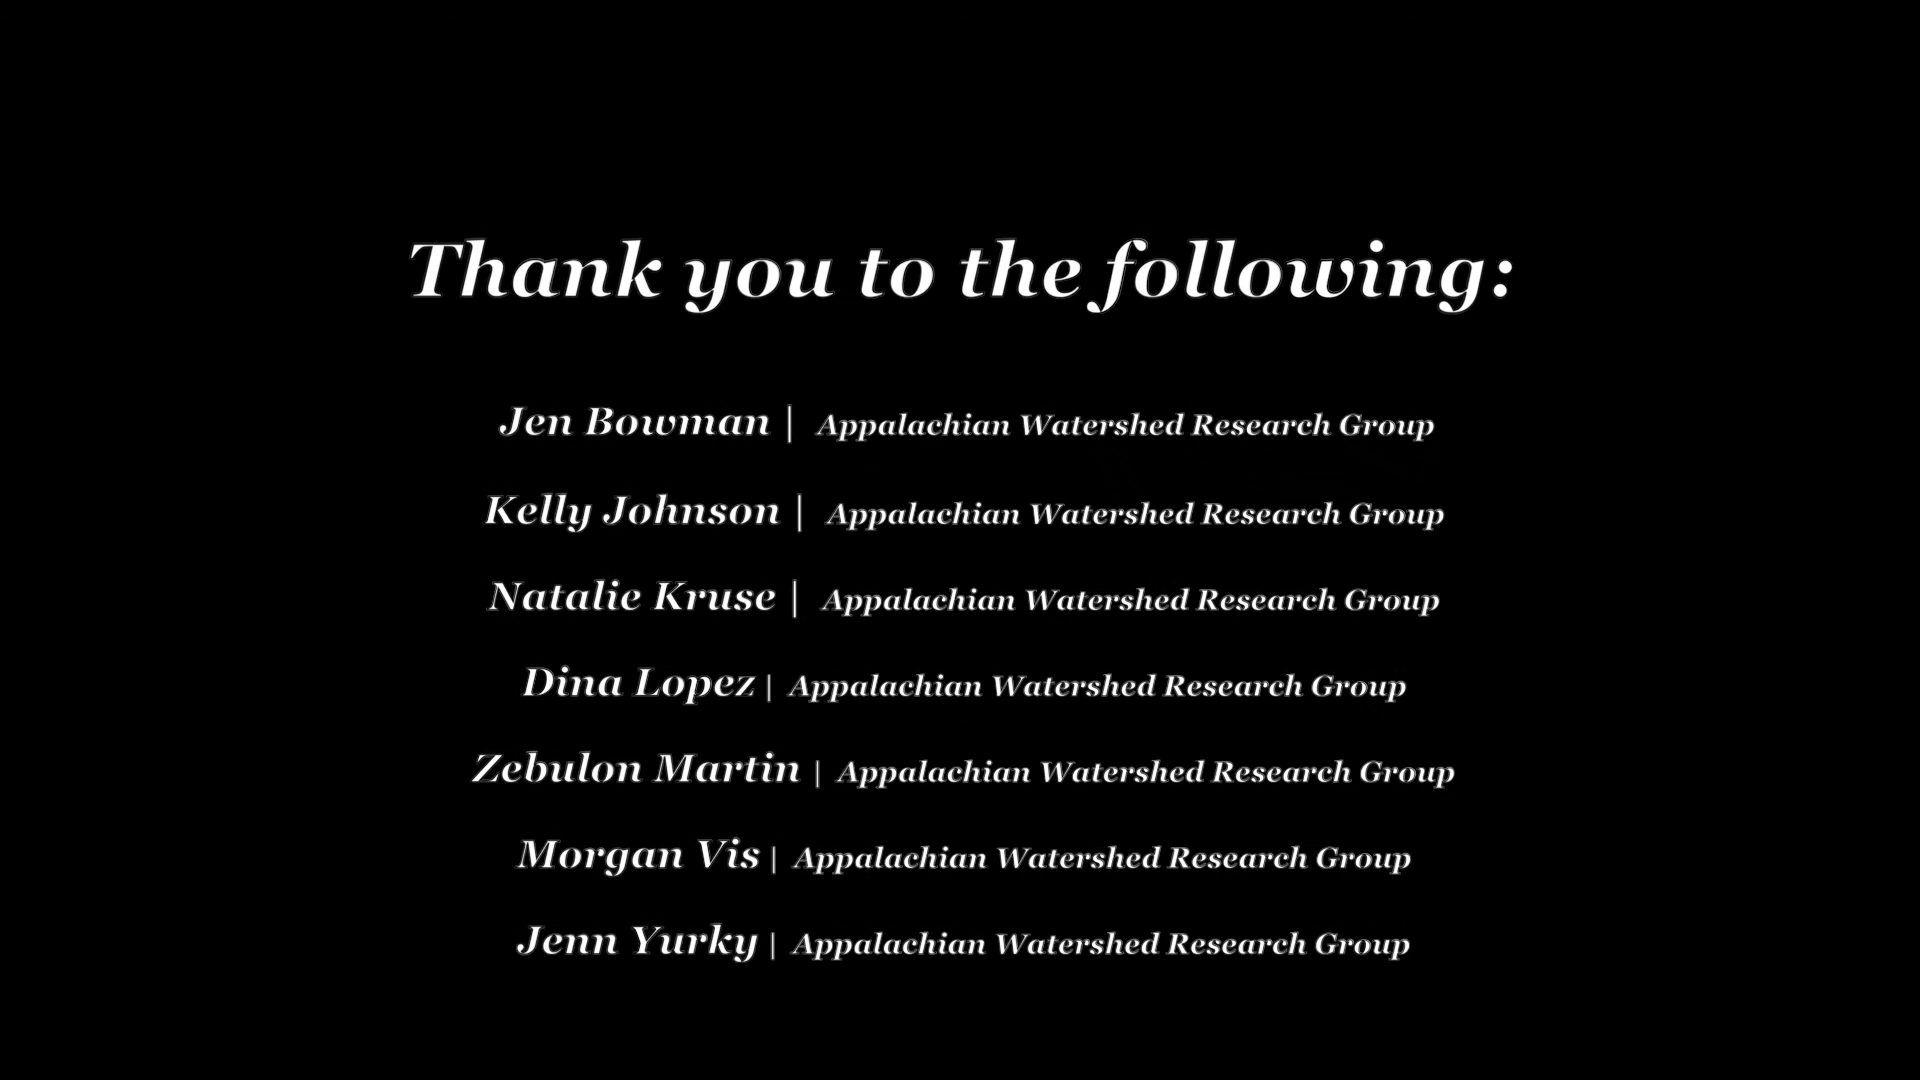 Thank you to the following:
Jen Bowman | Appalachian Watershed Research Group
Kelly Johnson | Appalachian Watershed Research Group
Natalie Kruse | Appalachian Watershed Research Group
Dina Lopez | Appalachian Watershed Research Group
Zebulon Martin | Appalachian Watershed Research Group
Morgan Vis | Appalachian Watershed Research Group
Jenn Yurky | Appalachian Watershed Research Group